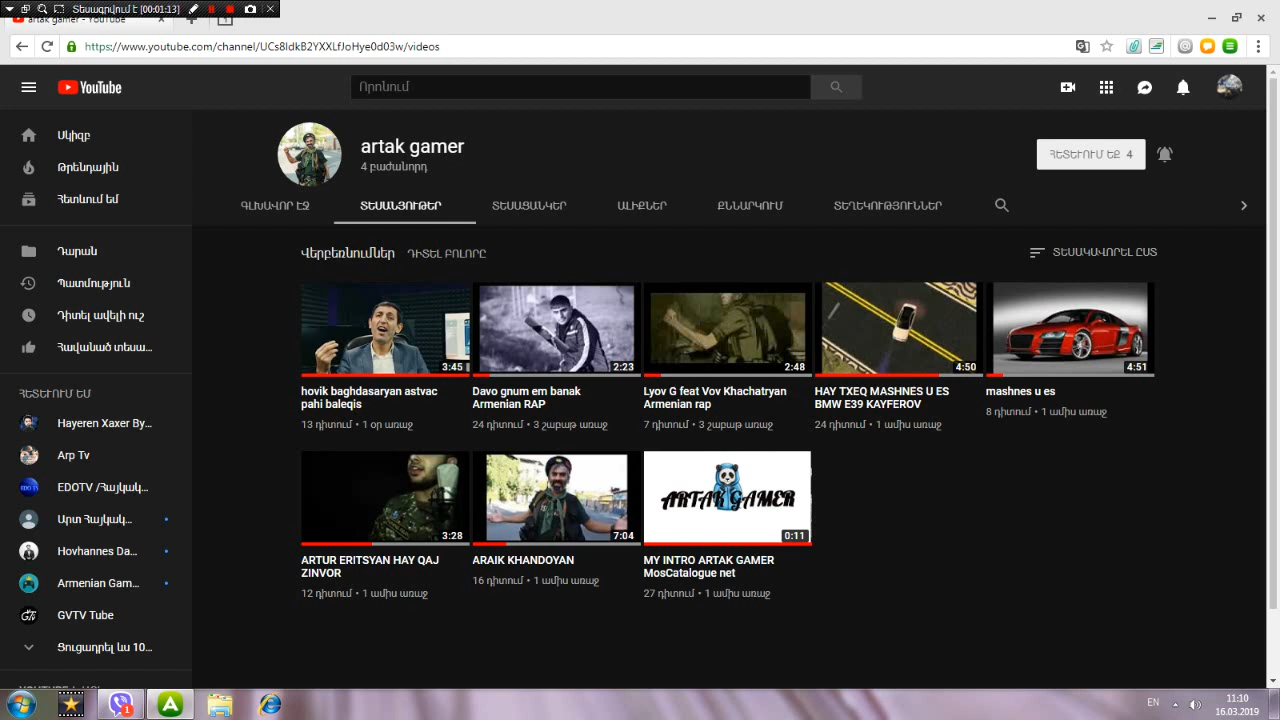 Տեսագրվում է [00:01:13]
artak gamer - YouTube
https://www.youtube.com/channel/UCs8IdkB2YXXLfJoHye0d03w/videos
YouTube
Որոնում
Սկիզբ
Թրենդային
Հետևում եմ
Դարան
Պատմություն
Դիտել ավելի ուշ
Հավանած տեսա...
ՀԵՏԵՒՈՒՄ ԵՄ
Hayeren Xaxer By...
Arp Tv
EDOTV /Հայկակ...
Արտ Հայկակ...
Hovhannes Da...
Armenian Gam...
GVTV Tube
Ցուցադրել ևս 10...
artak gamer
4 բաժանորդ
ՀԵՏԵՒՈՒՄ ԵՔ 4
ԳԼԽԱՎՈՐ ԷՋ
ՏԵՍԱՆՅՈՒԹԵՐ
ՏԵՍԱՑԱՆԿԵՐ
ԱԼԻՔՆԵՐ
ՔՆՆԱՐԿՈՒՄ
ՏԵՂԵԿՈՒԹՅՈՒՆՆԵՐ
Վերբեռնումներ ԴԻՏԵԼ ԲՈԼՈՐԸ
ՏԵՍԱԿԱՎՈՐԵԼ ԸՍՏ
3:45
hovik baghdasaryan astvac
pahi baleqis
13 դիտում • 1 օր առաջ
2:23
Davo gnum em banak
Armenian RAP
24 դիտում • 3 շաբաթ առաջ
2:48
Lyov G feat Vov Khachatryan
Armenian rap
7 դիտում • 3 շաբաթ առաջ
4:50
HAY TXEQ MASHNES U ES
BMW E39 KAYFEROV
24 դիտում • 1 ամիս առաջ
4:51
mashnes u es
8 դիտում • 1 ամիս առաջ
3:28
ARTUR ERITSYAN HAY QAJ
ZINVOR
12 դիտում • 1 ամիս առաջ
7:04
ARAIK KHANDOYAN
16 դիտում • 1 ամիս առաջ
ARTAK GAMER
0:11
MY INTRO ARTAK GAMER
MosCatalogue net
27 դիտում • 1 ամիս առաջ
EN
11:10
16.03.2019